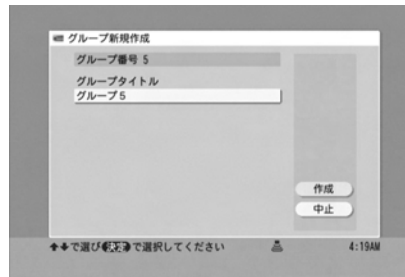 グループ新規作成
グループ番号 5
グループタイトル
グループ5
作成
中止
で選び決定で選択してください
4:19AM